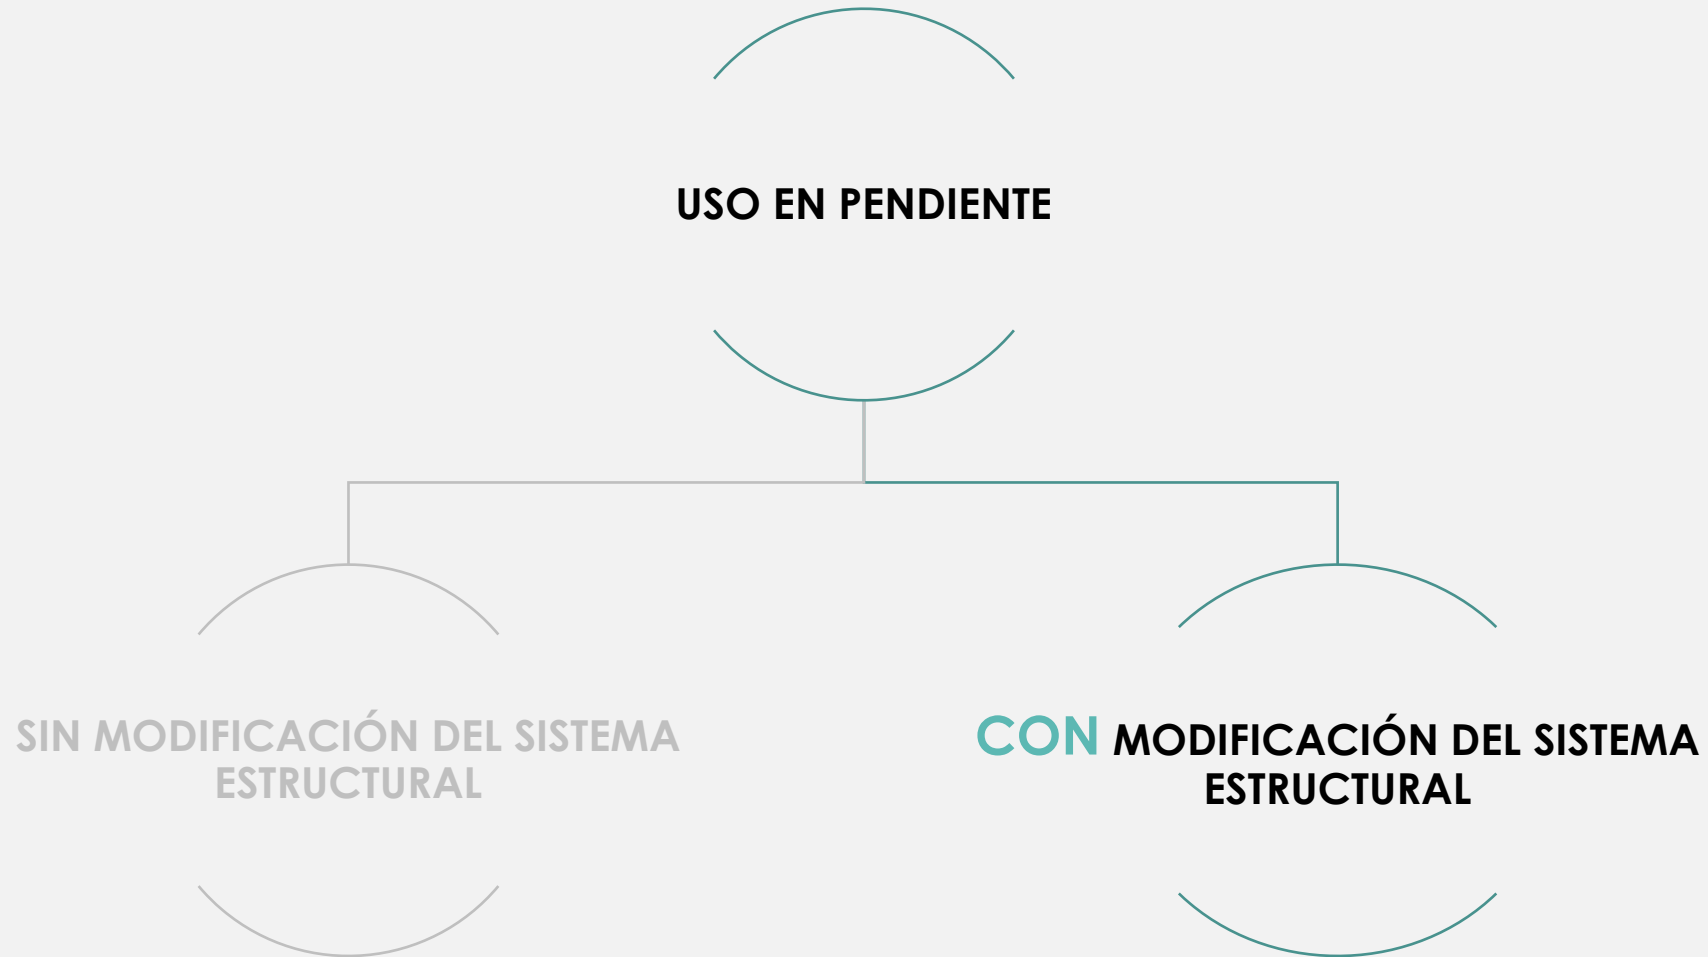 USO EN PENDIENTE
SIN MODIFICACIÓN DEL SISTEMA
ESTRUCTURAL
CON MODIFICACIÓN DEL SISTEMA
ESTRUCTURAL